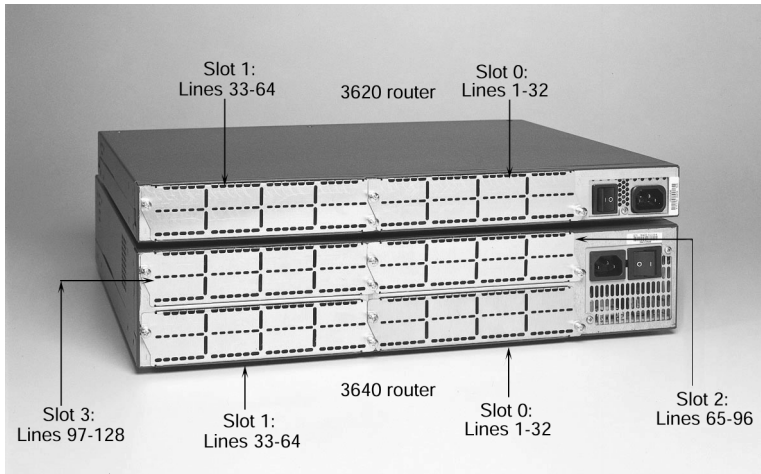 Slot 1:
Lines 33-64
3620 router
Slot 0:
Lines 1-32
3640 router
Slot 3:
Lines 97-128
Slot 1:
Lines 33-64
Slot 0:
Lines 1-32
Slot 2:
Lines 65-96